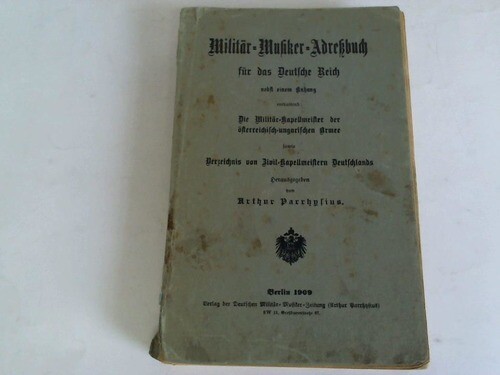 Militär-Musiker-Adreßbuch
für das Deutsche Reich
nebst einem Anhang
enthaltend
Die Militär-Kapellmeister der
österreichisch-ungarischen Armee
sowie
Verzeichnis von Zivil-Kapellmeistern Deutschlands
Herausgegeben
von
Arthur Parrhysius.
Berlin 1909
Verlag der Deutschen Militär-Musiker-Zeitung (Arthur Parrhysius)
SW 11,